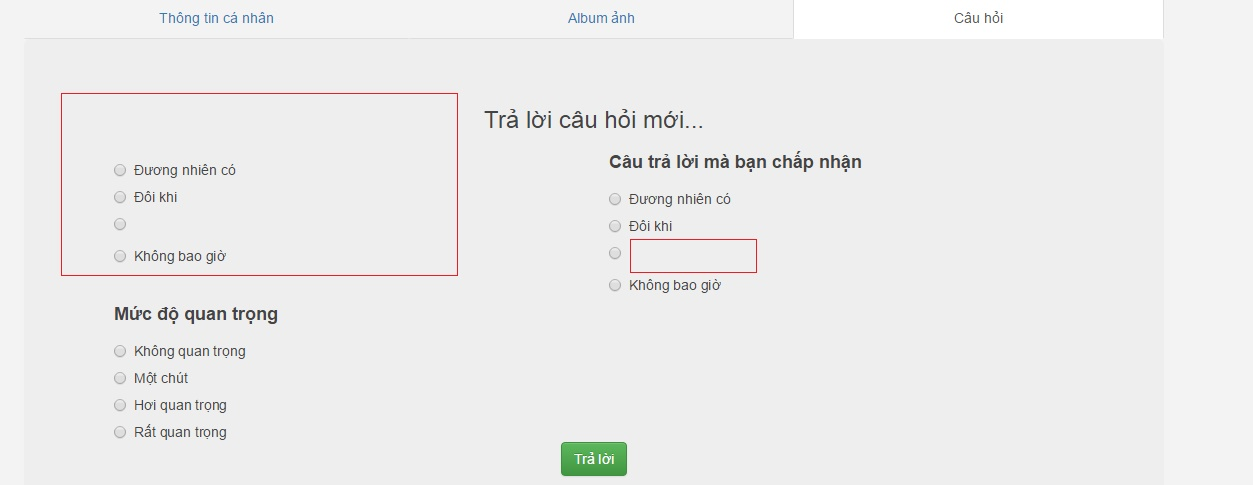 Thông tin cá nhân
Album ảnh
Câu hỏi
Trả lời câu hỏi mới...
Đương nhiên có
Đôi khi
Không bao giờ
Câu trả lời mà bạn chấp nhận
Đương nhiên có
Đôi khi
Không bao giờ
Mức độ quan trọng
Không quan trọng
Một chút
Hơi quan trọng
Rất quan trọng
Trả lời